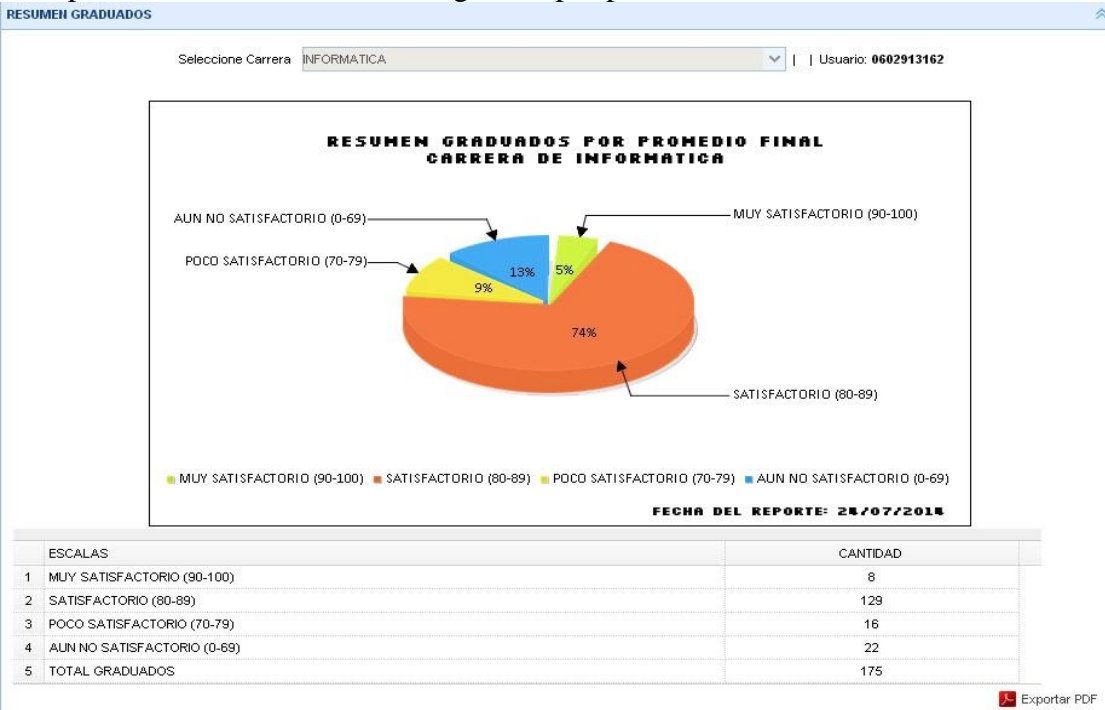 RESUMEN GRADUADOS
Seleccione Carrera INFORMATICA | | Usuario: 0602913162
RESUMEN GRADUADOS POR PROMEDIO FINAL
CARRERA DE INFORMATICA
AUN NO SATISFACTORIO (0-69)
MUY SATISFACTORIO (90-100)
POCO SATISFACTORIO (70-79)
13%
5%
9%
74%
SATISFACTORIO (80-89)
MUY SATISFACTORIO (90-100) SATISFACTORIO (80-89) POCO SATISFACTORIO (70-79) AUN NO SATISFACTORIO (0-69)
FECHA DEL REPORTE: 24/07/2014
ESCALAS CANTIDAD
1 MUY SATISFACTORIO (90-100) 8
2 SATISFACTORIO (80-89) 129
3 POCO SATISFACTORIO (70-79) 16
4 AUN NO SATISFACTORIO (0-69) 22
5 TOTAL GRADUADOS 175
Exportar PDF